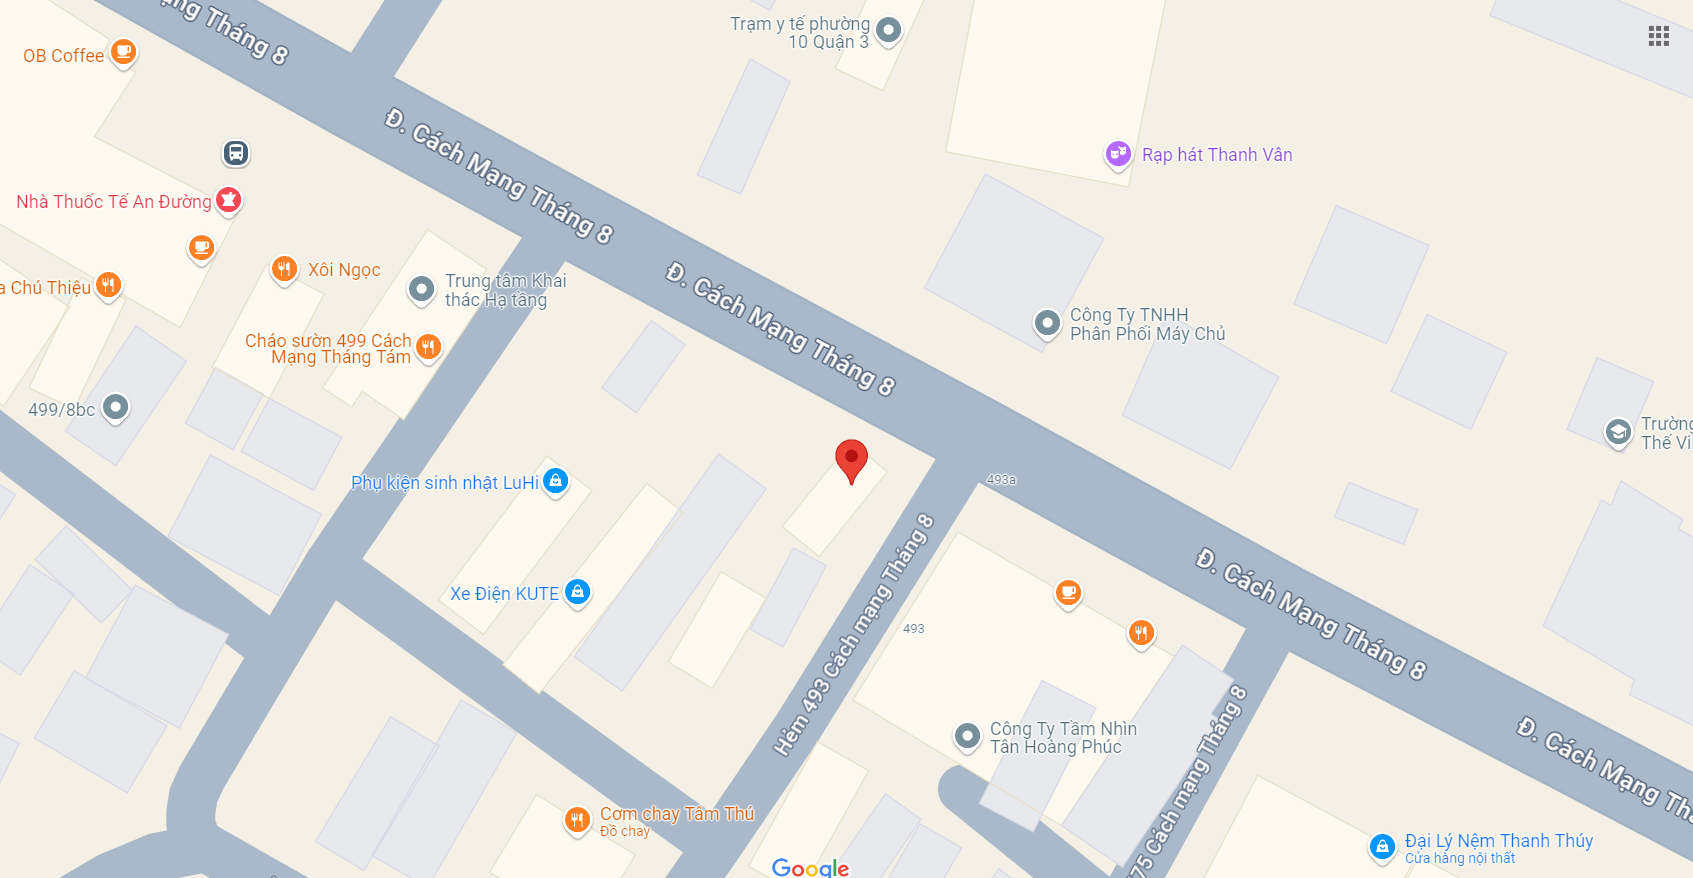 ạng Tháng 8
OB Coffee
Trạm y tế phường
10 Quận 3
Đ. Cách Mạng Tháng 8
Rạp hát Thanh Vân
Nhà Thuốc Tế An Đường
Xôi Ngọc
a Chú Thiệu
Trung tâm Khai
thác Hạ tầng
Đ. Cách Mạng Tháng 8
Công Ty TNHH
Phân Phối Máy Chủ
Cháo sườn 499 Cách
Mạng Tháng Tám
499/8bc
Trường
Thế Vi
Phụ kiện sinh nhật LuHi
493a
Xe Điện KUTE
Hẻm 493 Cách mạng Tháng 8
493
Đ. Cách Mạng Tháng 8
Công Ty Tầm Nhìn
Tân Hoàng Phúc
475 Cách mạng Tháng 8
Đ. Cách Mạng Thá
Cơm chay Tâm Thú
Đồ chay
Đại Lý Nệm Thanh Thúy
Cửa hàng nội thất
Google